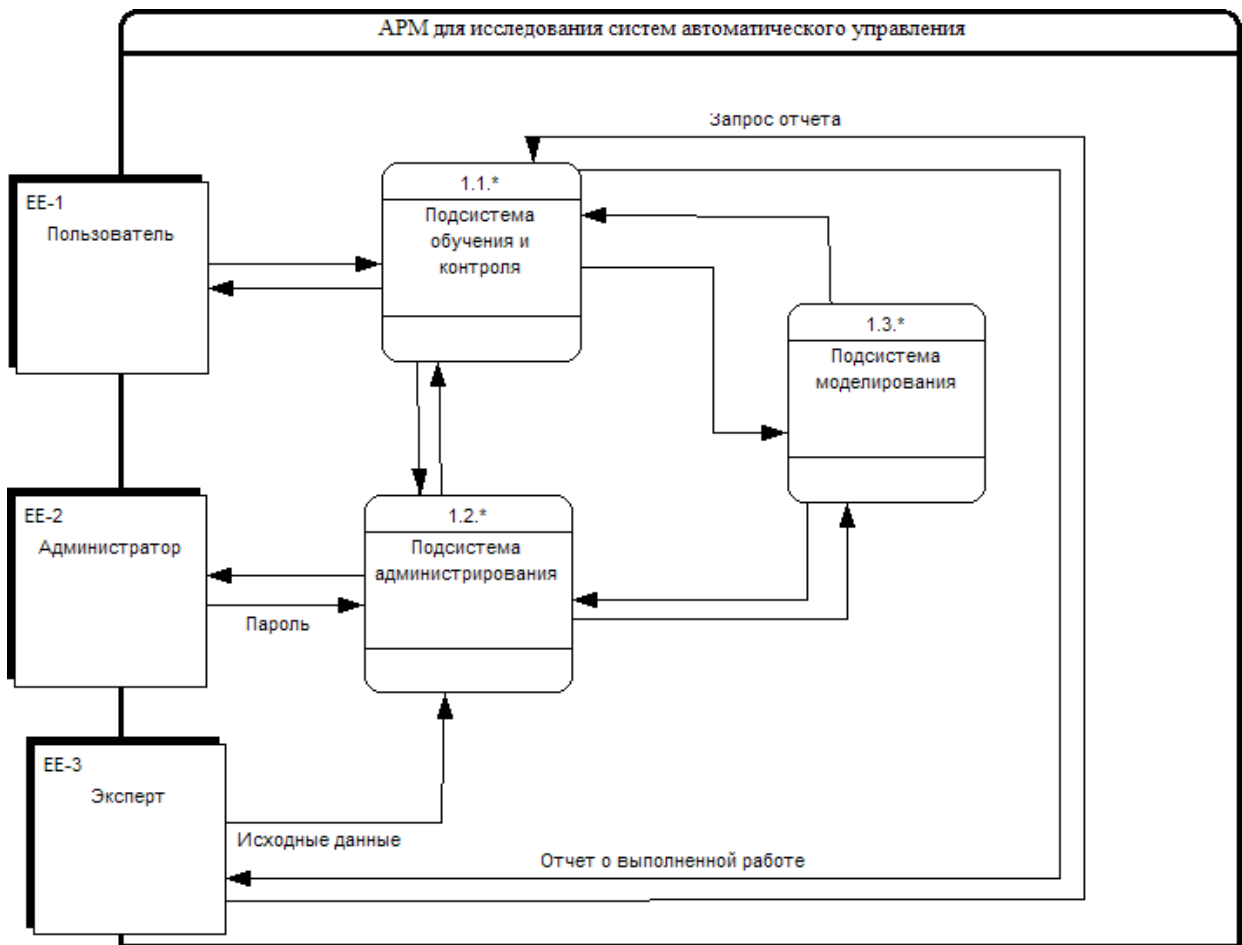 АРМ для исследования систем автоматического управления
Запрос отчета
EE-1
Пользователь
1.1.*
Подсистема
обучения и
контроля
1.3.*
Подсистема
моделирования
EE-2
Администратор
Пароль
1.2.*
Подсистема
администрирования
EE-3
Эксперт
Исходные данные
Отчет о выполненной работе